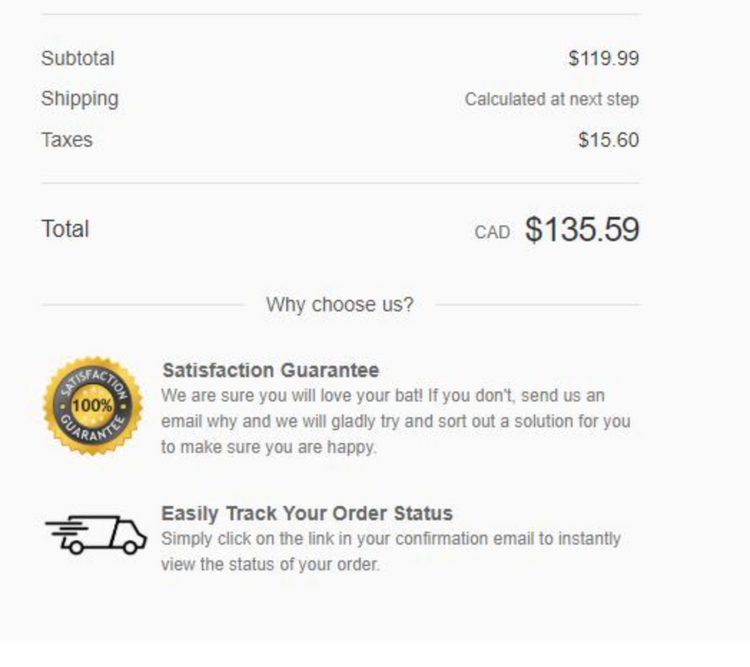 Subtotal $119.99
Shipping Calculated at next step
Taxes $15.60
Total CAD $135.59
Why choose us?
SATISFACTION
100%
GUARANTEE
Satisfaction Guarantee
We are sure you will love your bat! If you don't, send us an
email why and we will gladly try and sort out a solution for you
to make sure you are happy.
Easily Track Your Order Status
Simply click on the link in your confirmation email to instantly
view the status of your order.